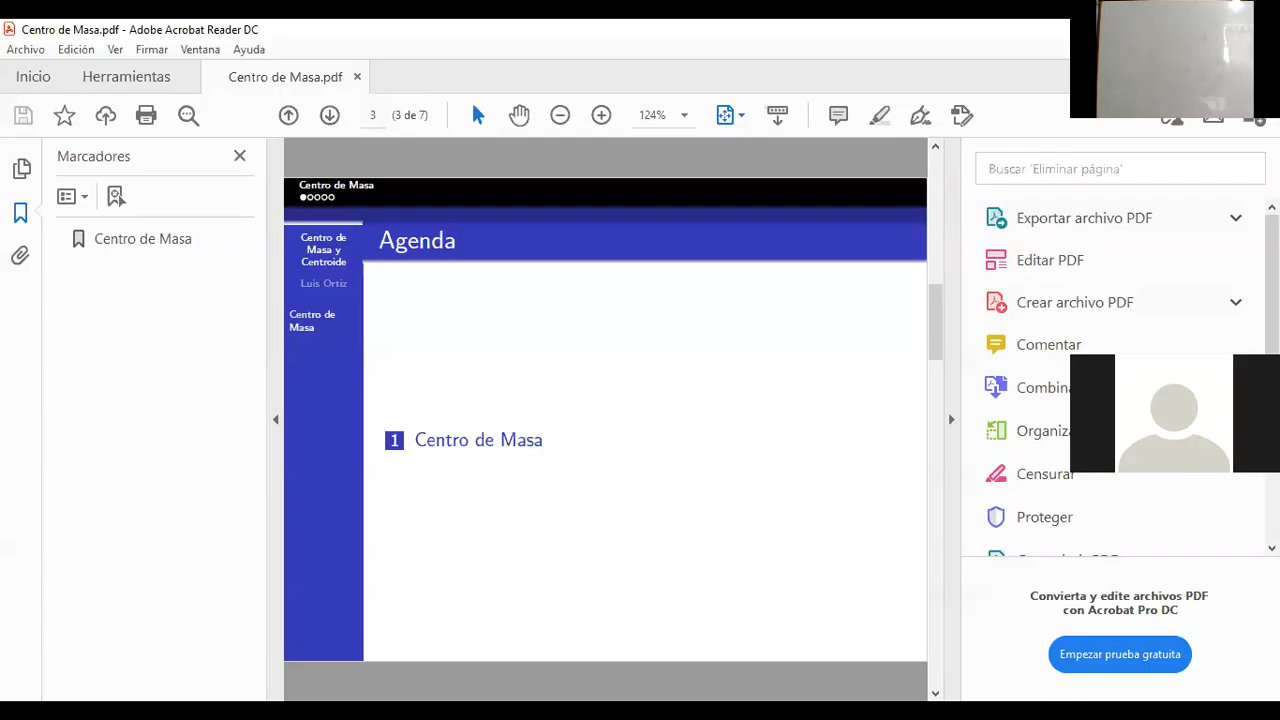 Centro de Masa.pdf - Adobe Acrobat Reader DC
Archivo Edición Ver Firmar Ventana Ayuda
Inicio Herramientas Centro de Masa.pdf
3 (3 de 7) 124%
Marcadores
Centro de Masa
Centro de Masa
Centro de
Masa y
Centroide
Luis Ortiz
Centro de
Masa
Agenda
1 Centro de Masa
Buscar 'Eliminar página'
Exportar archivo PDF
Editar PDF
Crear archivo PDF
Comentar
Combina
Organiza
Censurar
Proteger
Convierta y edite archivos PDF
con Acrobat Pro DC
Empezar prueba gratuita